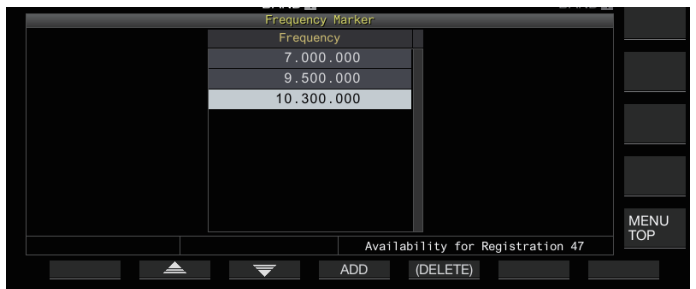 Frequency Marker
Frequency
7.000.000
9.500.000
10.300.000
MENU
TOP
Availability for Registration 47
ADD
(DELETE)